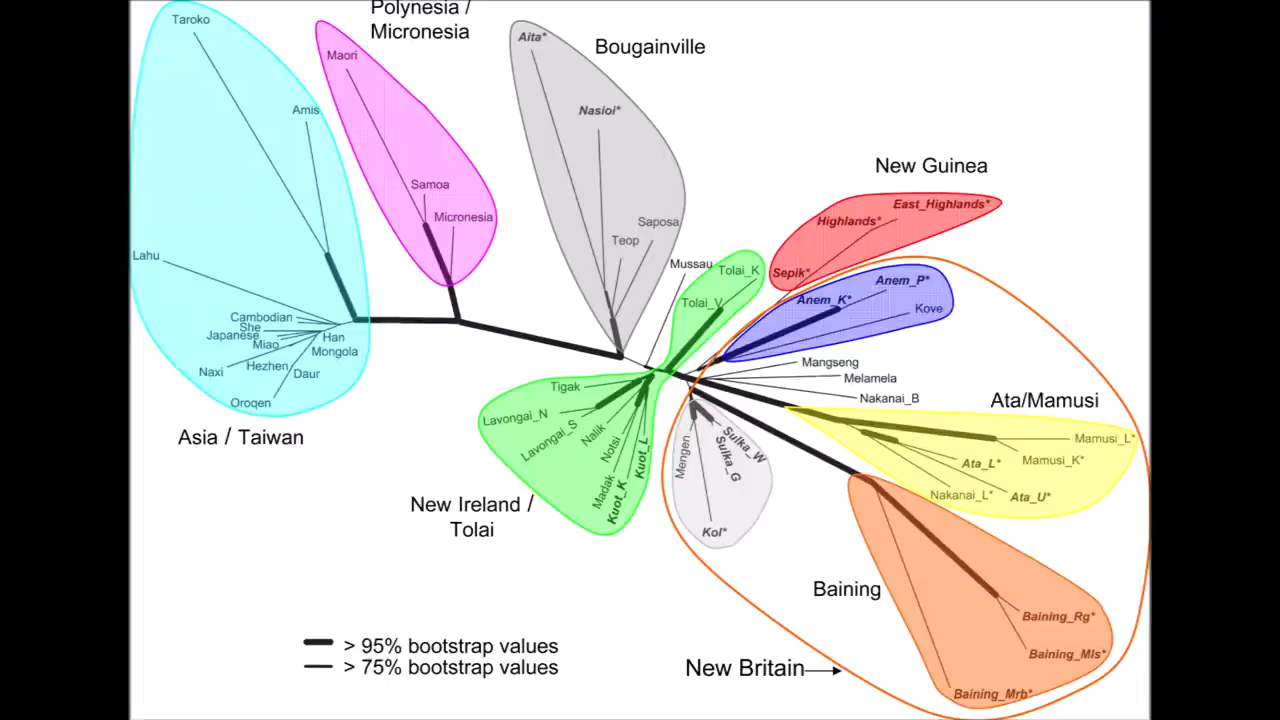 Polynesia /
Micronesia
Taroko
Maori
Aita*
Bougainville
Amis
Nasioi*
New Guinea
Samoa
Micronesia
East_Highlands*
Highlands*
Saposa
Teop
Lahu
Mussau
Tolai_K
Sepik*
Anem_P*
Tolai_V
Anem_K*
Kove
Cambodian
She
Japanese
Miao
Han
Mongola
Naxi
Hezhen
Daur
Oroqen
Mangseng
Melamela
Nakanai_B
Tigak
Lavongai_N
Lavongai_S
Nalik
Notsi
Kuot_L
Madak
Kuot_K
Ata/Mamusi
Asia / Taiwan
Mengen
Sulka_W
Sulka_G
Kol*
Mamusi_L*
Mamusi_K*
Ata_L*
Nakanai_L*
Ata_U*
New Ireland /
Tolai
Baining
Baining_Rg*
Baining_Mls*
Baining_Mrb*
> 95% bootstrap values
> 75% bootstrap values
New Britain